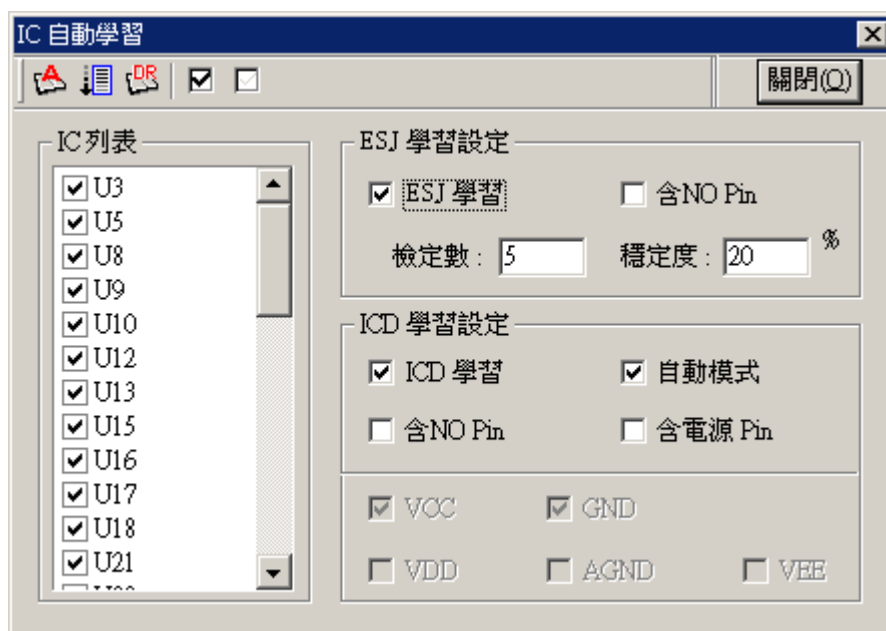 IC 自動學習
A DR 關閉(Q)
IC 列表
U3
U5
U8
U9
U10
U12
U13
U15
U16
U17
U18
U21
ESJ 學習設定
ESJ 學習 含NO Pin
檢定數 : 5 穩定度 : 20 %
ICD 學習設定
ICD 學習 自動模式
含NO Pin 含電源 Pin
VCC GND
VDD AGND VEE